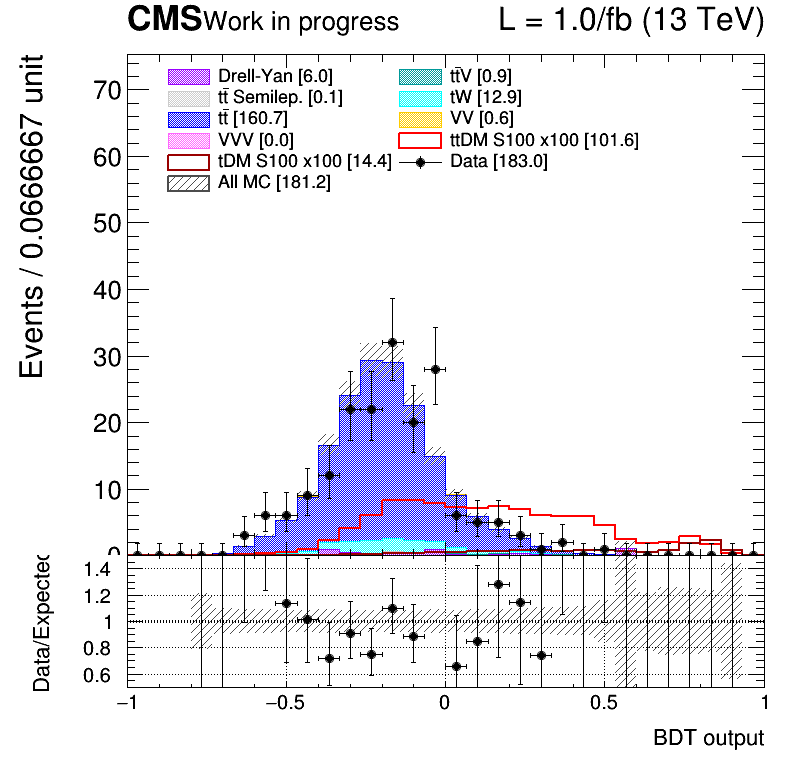 CMS Work in progress L = 1.0/fb (13 TeV)
Events / 0.0666667 unit
Drell-Yan [6.0] tt̄V [0.9]
tt̄ Semilep. [0.1] tW [12.9]
tt̄ [160.7] VV [0.6]
VVV [0.0] ttDM S100 x100 [101.6]
tDM S100 x100 [14.4] Data [183.0]
All MC [181.2]
70
60
50
40
30
20
10
0
Data/Expected
1.4
1.2
1
0.8
0.6
−1 −0.5 0 0.5 1
BDT output